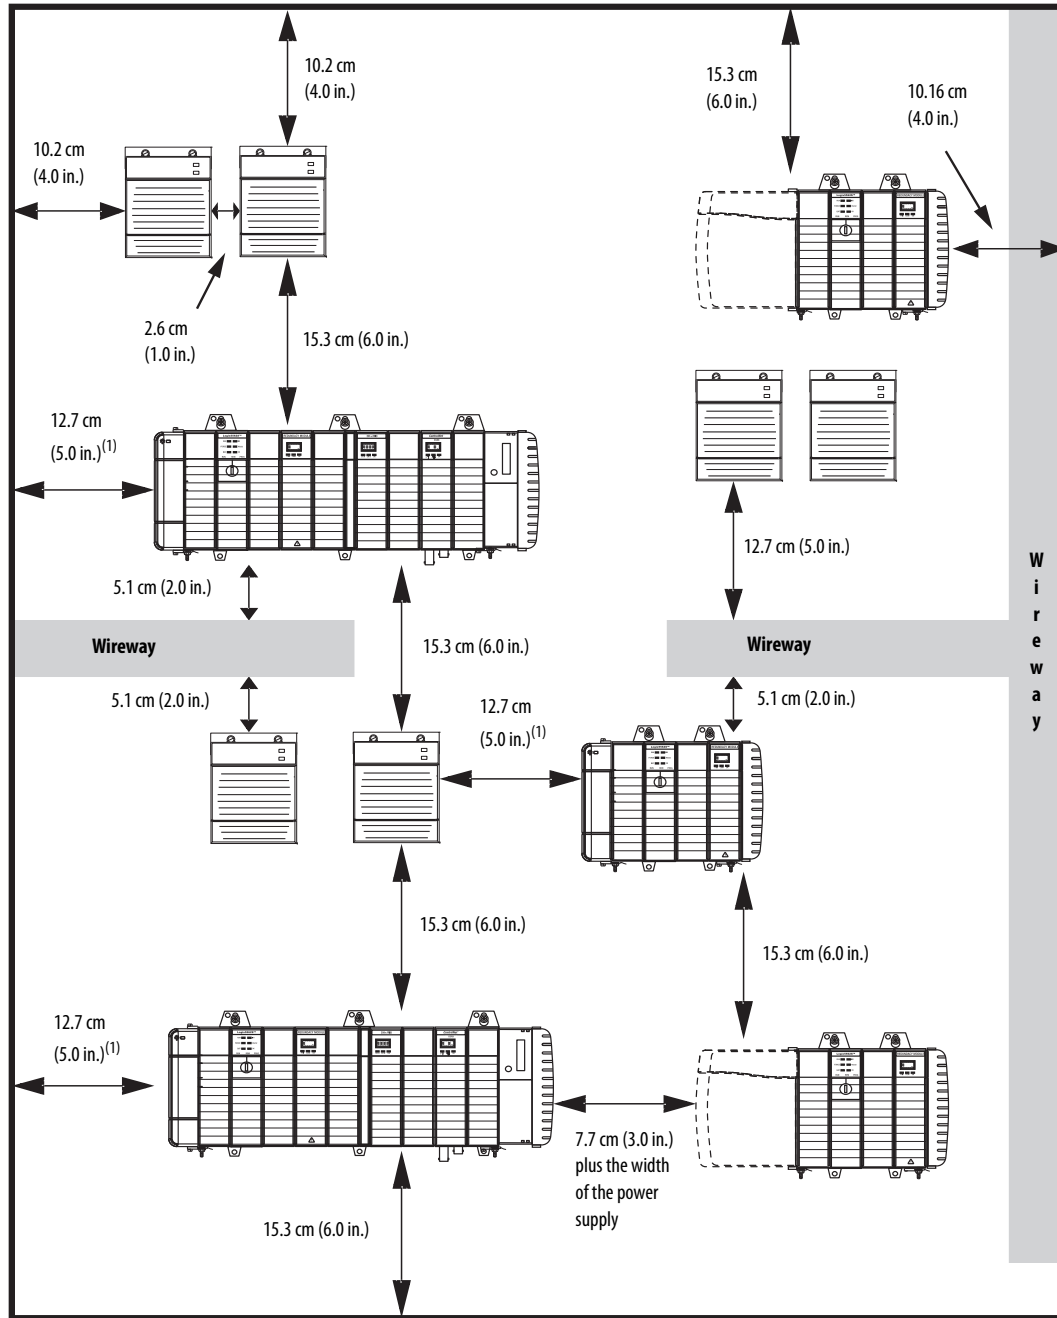 10.2 cm
(4.0 in.)
15.3 cm
(6.0 in.)
10.16 cm
(4.0 in.)
10.2 cm
(4.0 in.)
2.6 cm
(1.0 in.)
15.3 cm (6.0 in.)
12.7 cm
(5.0 in.)(1)
12.7 cm (5.0 in.)
5.1 cm (2.0 in.)
Wireway
15.3 cm (6.0 in.)
Wireway
Wireway
5.1 cm (2.0 in.)
12.7 cm
(5.0 in.)(1)
5.1 cm (2.0 in.)
15.3 cm (6.0 in.)
15.3 cm (6.0 in.)
12.7 cm
(5.0 in.)(1)
7.7 cm (3.0 in.)
plus the width
of the power
supply
15.3 cm (6.0 in.)